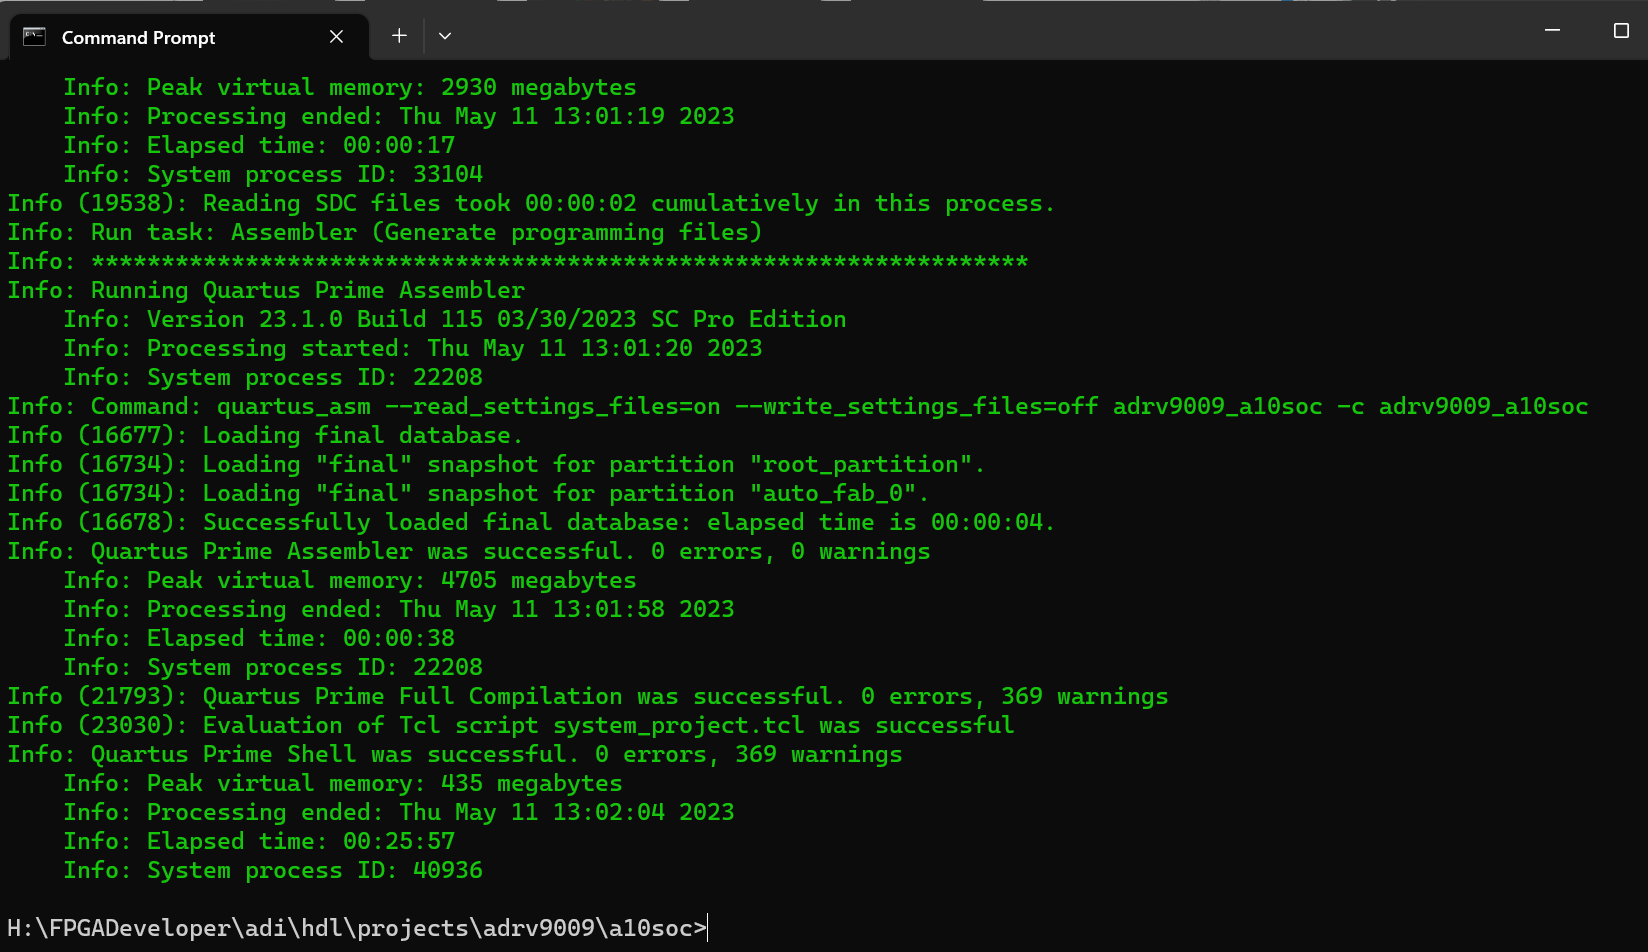 Command Prompt
    Info: Peak virtual memory: 2930 megabytes
    Info: Processing ended: Thu May 11 13:01:19 2023
    Info: Elapsed time: 00:00:17
    Info: System process ID: 33104
Info (19538): Reading SDC files took 00:00:02 cumulatively in this process.
Info: Run task: Assembler (Generate programming files)
Info: *******************************************************************
Info: Running Quartus Prime Assembler
    Info: Version 23.1.0 Build 115 03/30/2023 SC Pro Edition
    Info: Processing started: Thu May 11 13:01:20 2023
    Info: System process ID: 22208
Info: Command: quartus_asm --read_settings_files=on --write_settings_files=off adrv9009_a10soc -c adrv9009_a10soc
Info (16677): Loading final database.
Info (16734): Loading "final" snapshot for partition "root_partition".
Info (16734): Loading "final" snapshot for partition "auto_fab_0".
Info (16678): Successfully loaded final database: elapsed time is 00:00:04.
Info: Quartus Prime Assembler was successful. 0 errors, 0 warnings
    Info: Peak virtual memory: 4705 megabytes
    Info: Processing ended: Thu May 11 13:01:58 2023
    Info: Elapsed time: 00:00:38
    Info: System process ID: 22208
Info (21793): Quartus Prime Full Compilation was successful. 0 errors, 369 warnings
Info (23030): Evaluation of Tcl script system_project.tcl was successful
Info: Quartus Prime Shell was successful. 0 errors, 369 warnings
    Info: Peak virtual memory: 435 megabytes
    Info: Processing ended: Thu May 11 13:02:04 2023
    Info: Elapsed time: 00:25:57
    Info: System process ID: 40936
H:\FPGADeveloper\adi\hdl\projects\adrv9009\a10soc>